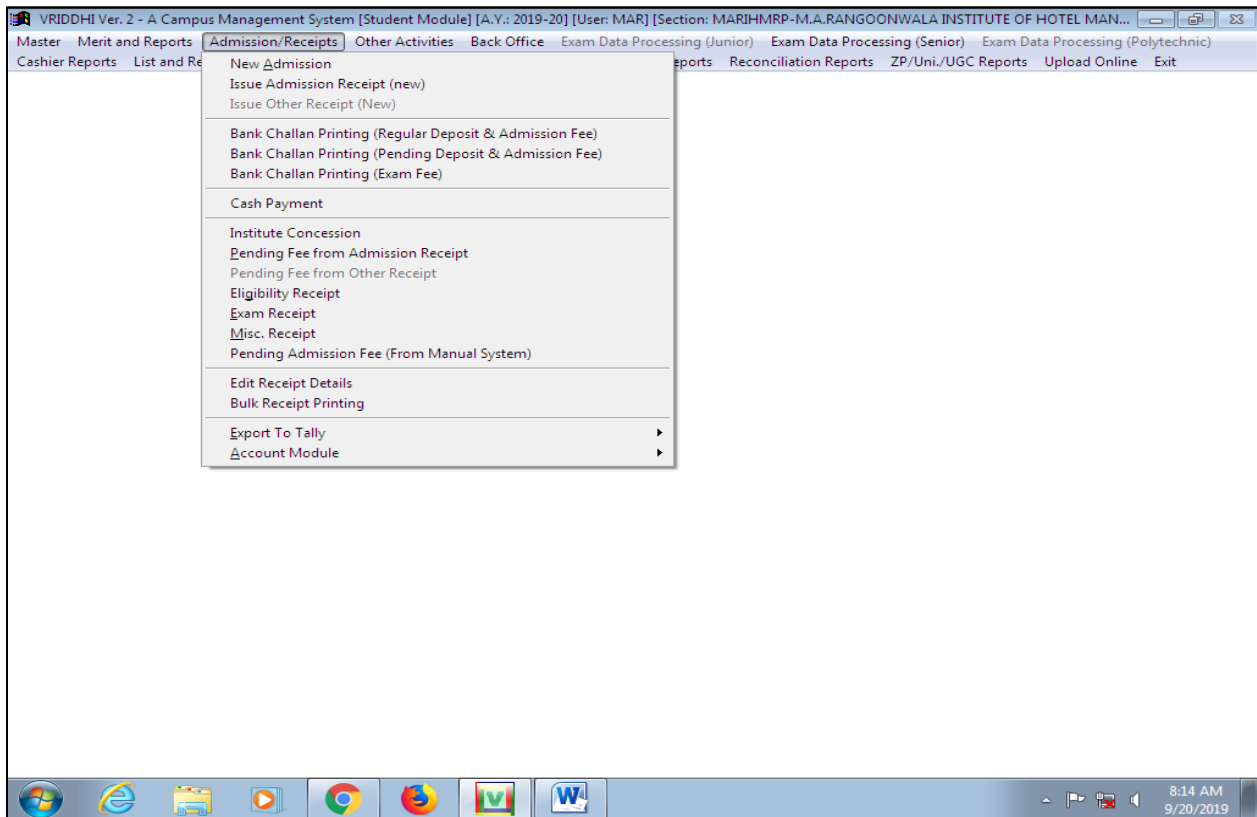 VRIDDHI Ver. 2 - A Campus Management System [Student Module] [A.Y.: 2019-20] [User: MAR] [Section: MARIHMRP-M.A.RANGOONWALA INSTITUTE OF HOTEL MAN...
Master Merit and Reports Admission/Receipts Other Activities Back Office Exam Data Processing (Junior) Exam Data Processing (Senior) Exam Data Processing (Polytechnic)
Cashier Reports List and Re eports Reconciliation Reports ZP/Uni./UGC Reports Upload Online Exit
New Admission
Issue Admission Receipt (new)
Issue Other Receipt (New)
Bank Challan Printing (Regular Deposit & Admission Fee)
Bank Challan Printing (Pending Deposit & Admission Fee)
Bank Challan Printing (Exam Fee)
Cash Payment
Institute Concession
Pending Fee from Admission Receipt
Pending Fee from Other Receipt
Eligibility Receipt
Exam Receipt
Misc. Receipt
Pending Admission Fee (From Manual System)
Edit Receipt Details
Bulk Receipt Printing
Export To Tally
Account Module
8:14 AM
9/20/2019